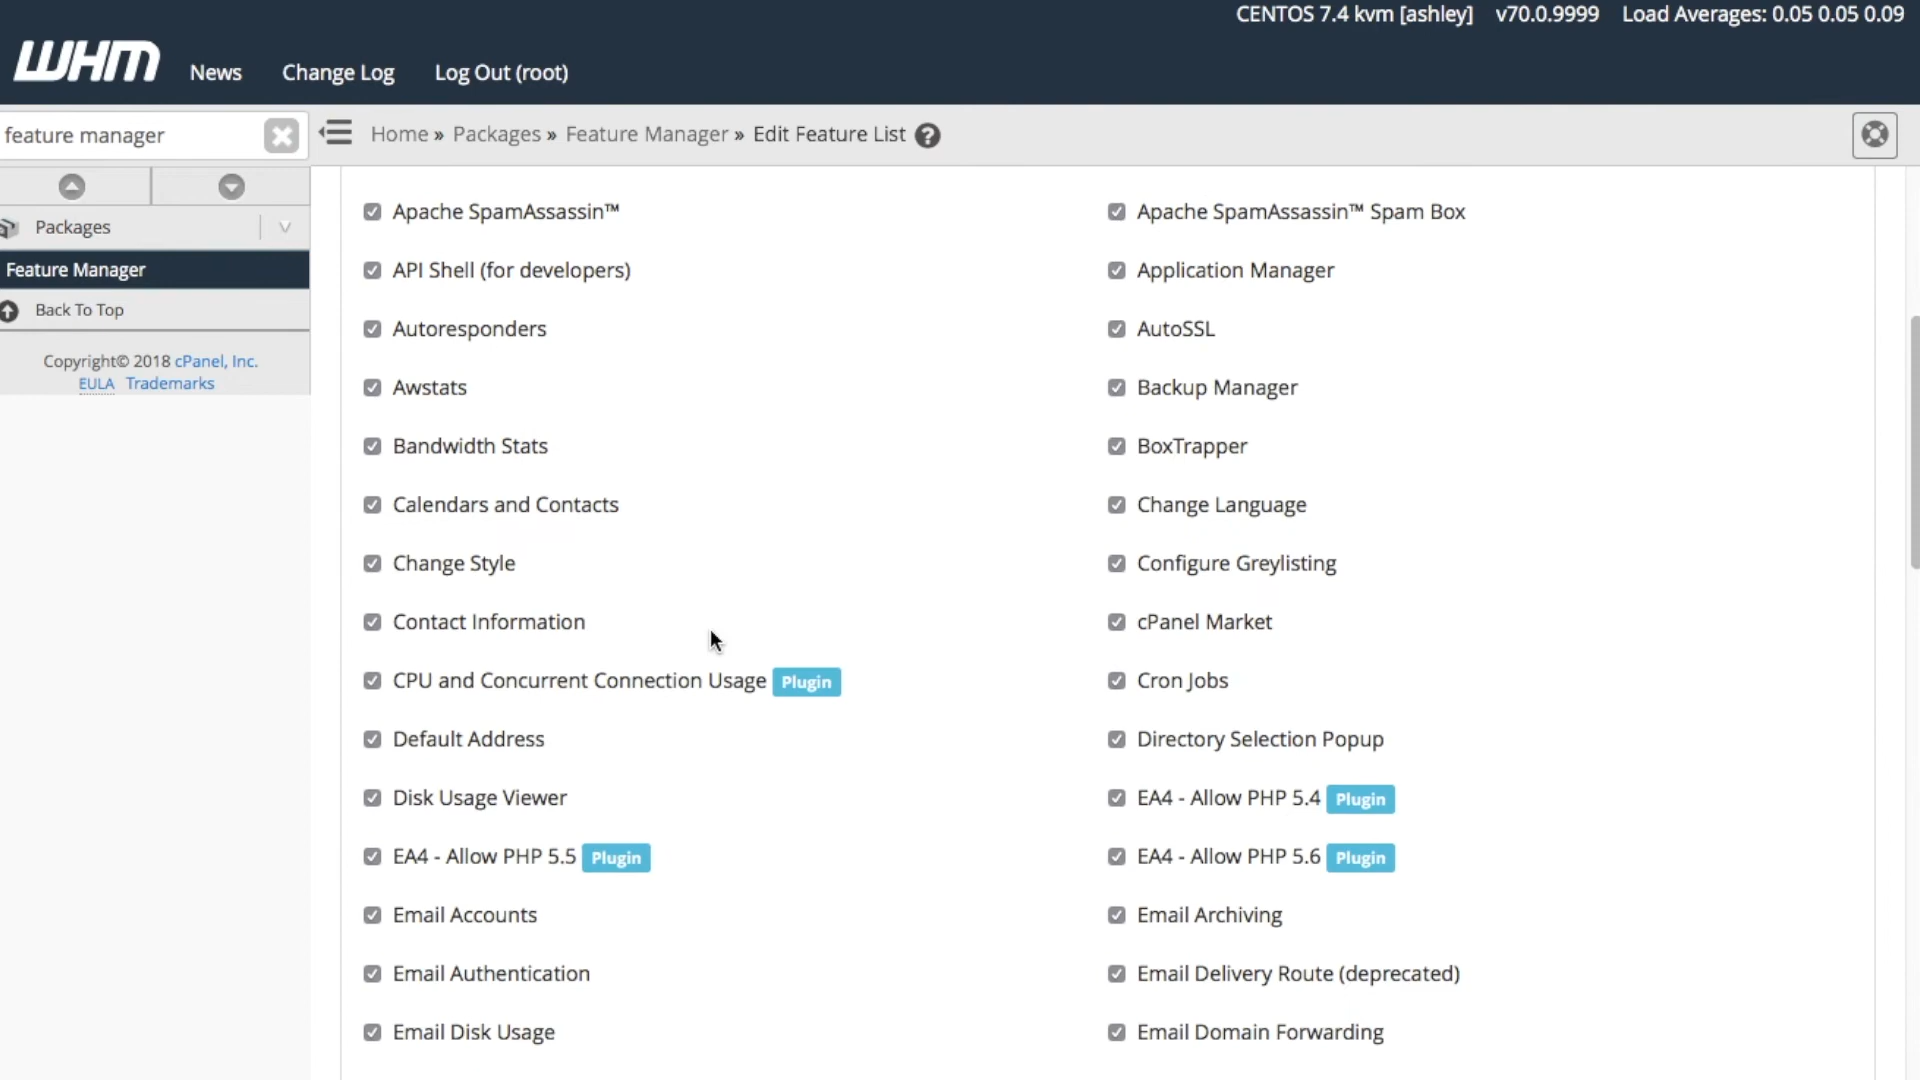 CENTOS 7.4 kvm [ashley] v70.0.9999 Load Averages: 0.05 0.05 0.09
WHM News Change Log Log Out (root)
feature manager
Home » Packages » Feature Manager » Edit Feature List ?
Packages
Feature Manager
Back To Top
Copyright© 2018 cPanel, Inc.
EULA Trademarks
Apache SpamAssassin™ Apache SpamAssassin™ Spam Box
API Shell (for developers) Application Manager
Autoresponders AutoSSL
Awstats Backup Manager
Bandwidth Stats BoxTrapper
Calendars and Contacts Change Language
Change Style Configure Greylisting
Contact Information cPanel Market
CPU and Concurrent Connection Usage Plugin Cron Jobs
Default Address Directory Selection Popup
Disk Usage Viewer EA4 - Allow PHP 5.4 Plugin
EA4 - Allow PHP 5.5 Plugin EA4 - Allow PHP 5.6 Plugin
Email Accounts Email Archiving
Email Authentication Email Delivery Route (deprecated)
Email Disk Usage Email Domain Forwarding